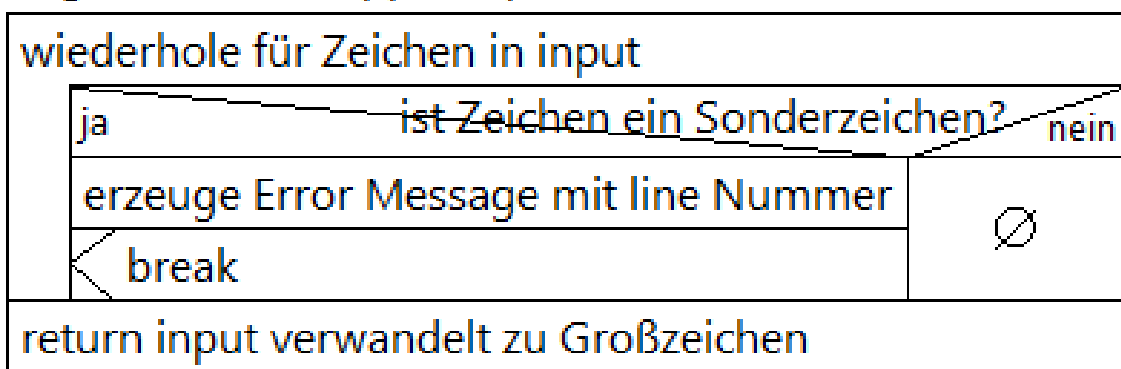 wiederhole für Zeichen in input
ja
ist Zeichen ein Sonderzeichen?
nein
erzeuge Error Message mit line Nummer
break
return input verwandelt zu Großzeichen